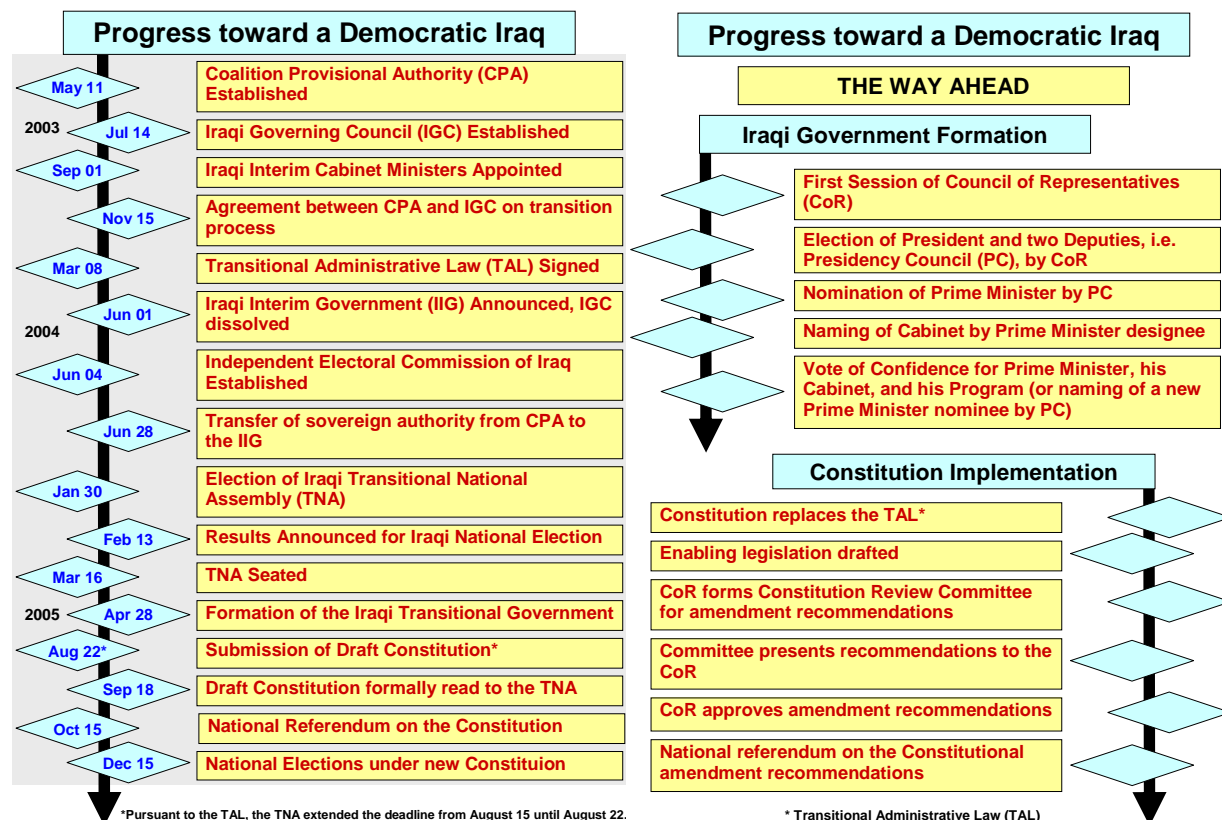 Progress toward a Democratic Iraq
May 11
Coalition Provisional Authority (CPA)
Established
2003
Jul 14
Iraqi Governing Council (IGC) Established
Sep 01
Iraqi Interim Cabinet Ministers Appointed
Nov 15
Agreement between CPA and IGC on transition
process
Mar 08
Transitional Administrative Law (TAL) Signed
Jun 01
Iraqi Interim Government (IIG) Announced, IGC
dissolved
2004
Jun 04
Independent Electoral Commission of Iraq
Established
Jun 28
Transfer of sovereign authority from CPA to
the IIG
Jan 30
Election of Iraqi Transitional National
Assembly (TNA)
Feb 13
Results Announced for Iraqi National Election
Mar 16
TNA Seated
2005
Apr 28
Formation of the Iraqi Transitional Government
Aug 22*
Submission of Draft Constitution*
Sep 18
Draft Constitution formally read to the TNA
Oct 15
National Referendum on the Constitution
Dec 15
National Elections under new Constituion
*Pursuant to the TAL, the TNA extended the deadline from August 15 until August 22.
Progress toward a Democratic Iraq
THE WAY AHEAD
Iraqi Government Formation
First Session of Council of Representatives
(CoR)
Election of President and two Deputies, i.e.
Presidency Council (PC), by CoR
Nomination of Prime Minister by PC
Naming of Cabinet by Prime Minister designee
Vote of Confidence for Prime Minister, his
Cabinet, and his Program (or naming of a new
Prime Minister nominee by PC)
Constitution Implementation
Constitution replaces the TAL*
Enabling legislation drafted
CoR forms Constitution Review Committee
for amendment recommendations
Committee presents recommendations to the
CoR
CoR approves amendment recommendations
National referendum on the Constitutional
amendment recommendations
* Transitional Administrative Law (TAL)